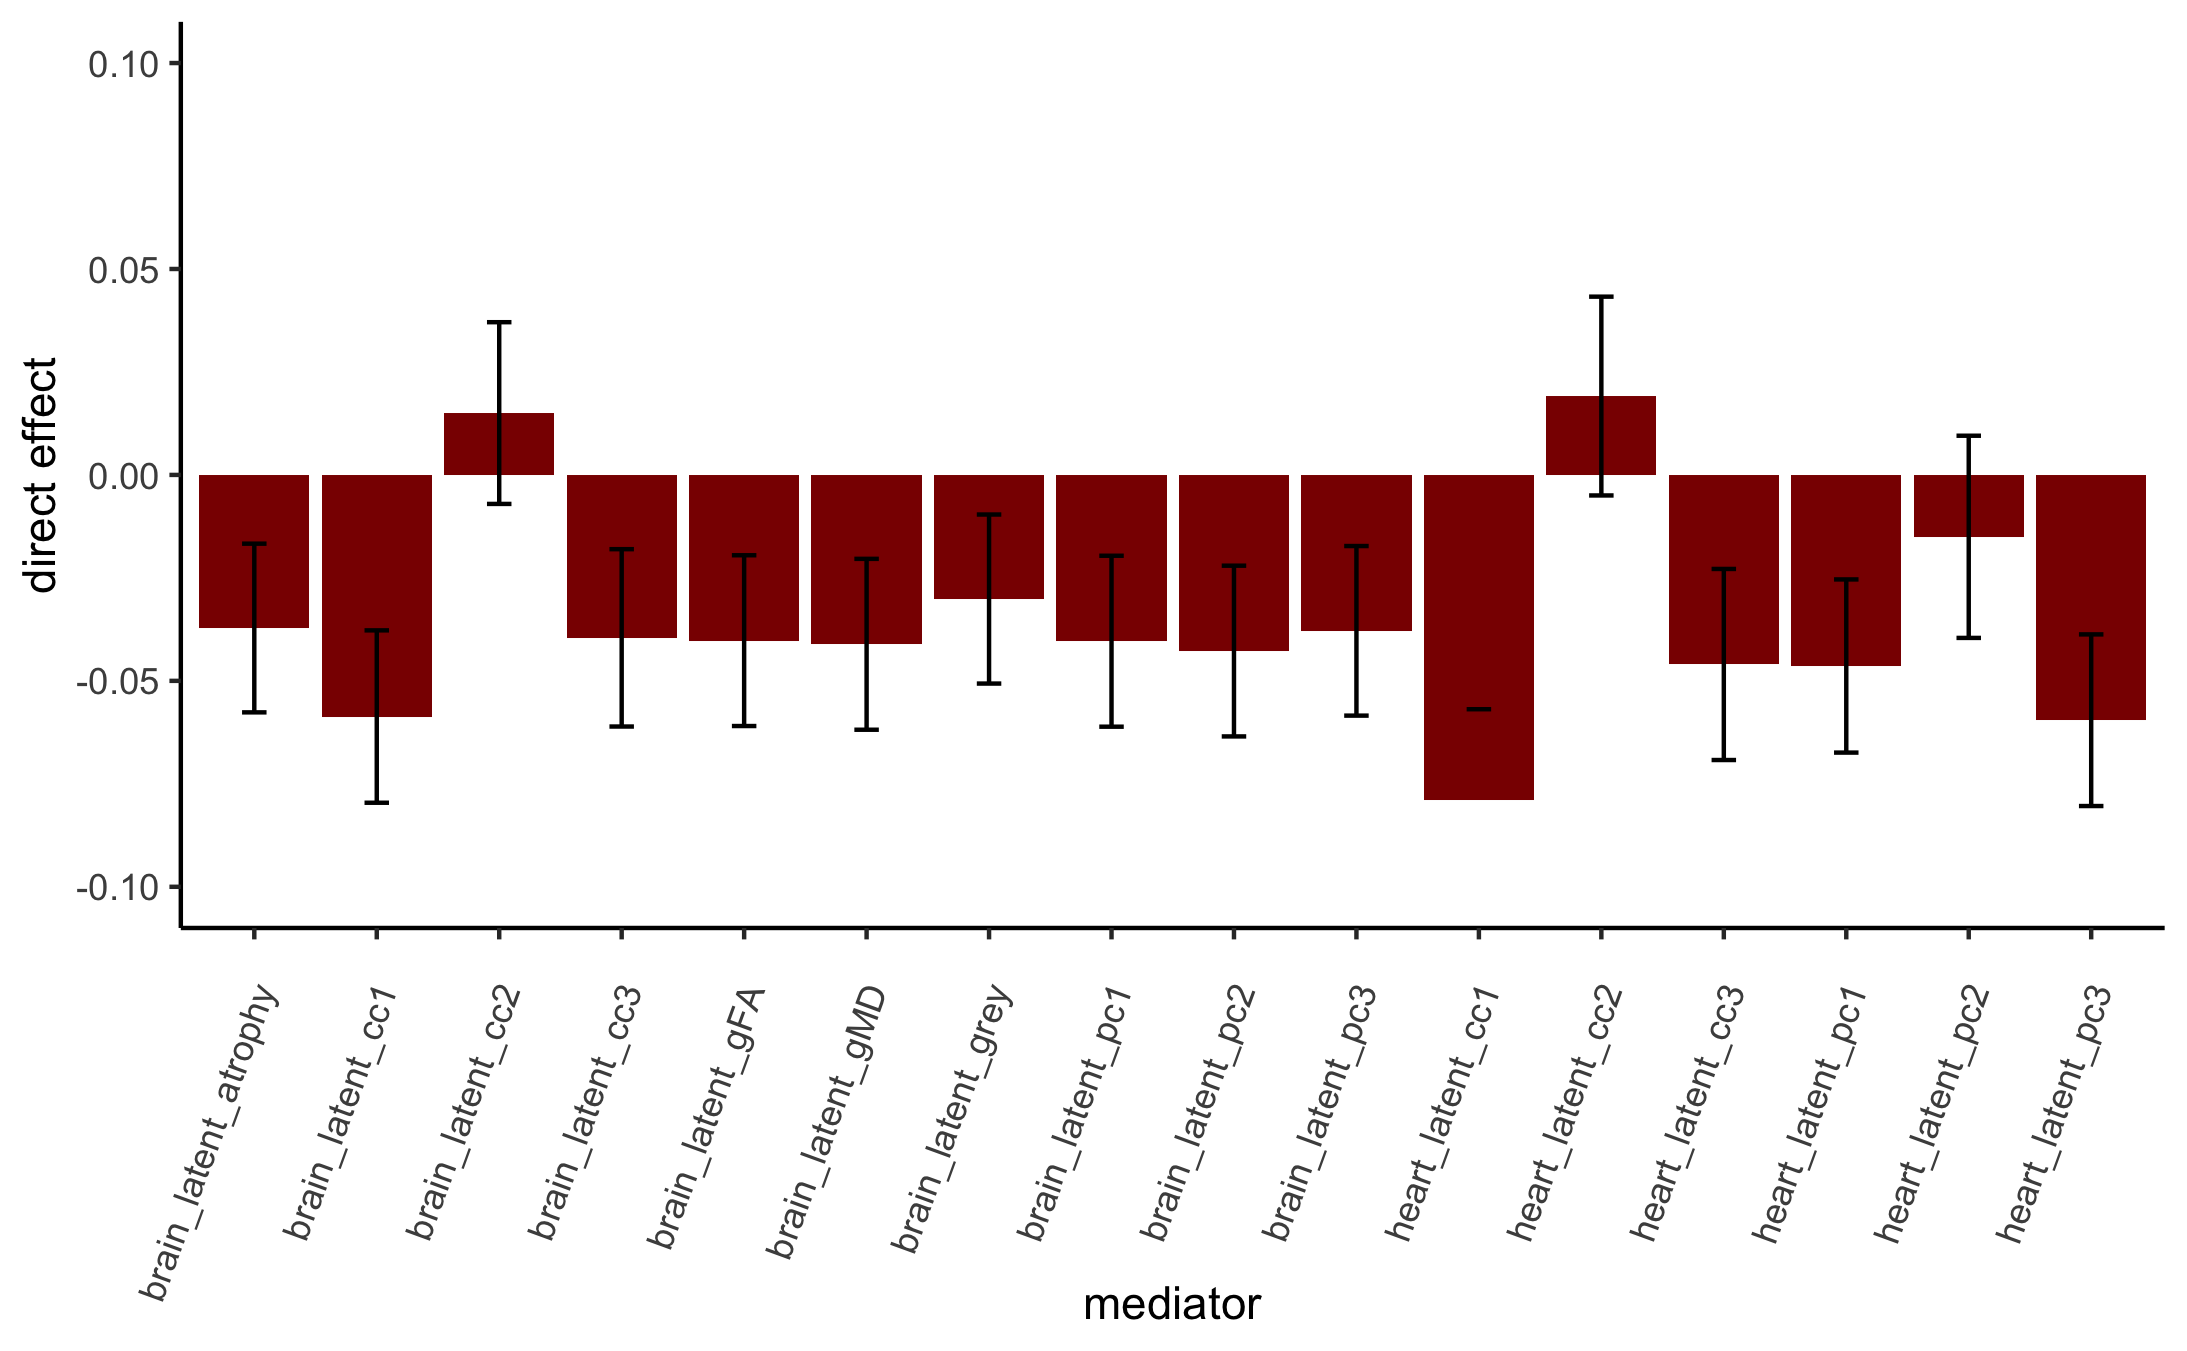 direct effect
0.10
0.05
0.00
-0.05
-0.10
brain_latent_atrophy
brain_latent_cc1
brain_latent_cc2
brain_latent_cc3
brain_latent_gFA
brain_latent_gMD
brain_latent_grey
brain_latent_pc1
brain_latent_pc2
brain_latent_pc3
heart_latent_cc1
heart_latent_cc2
heart_latent_cc3
heart_latent_pc1
heart_latent_pc2
heart_latent_pc3
mediator